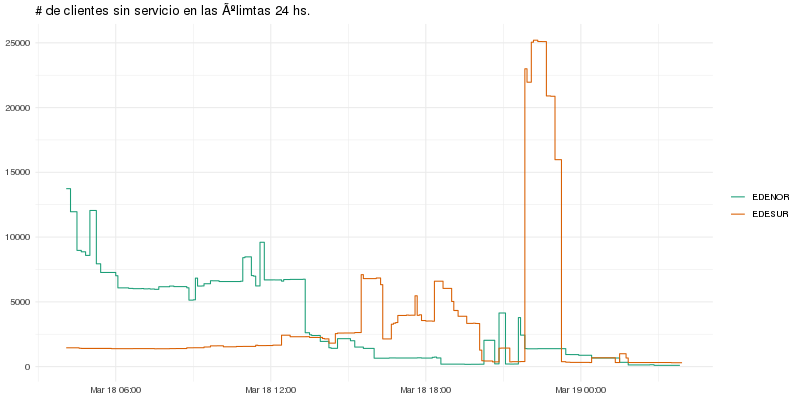 # de clientes sin servicio en las Ãºlimtas 24 hs.
25000
20000
15000
10000
5000
0
Mar 18 06:00 Mar 18 12:00 Mar 18 18:00 Mar 19 00:00
EDENOR
EDESUR